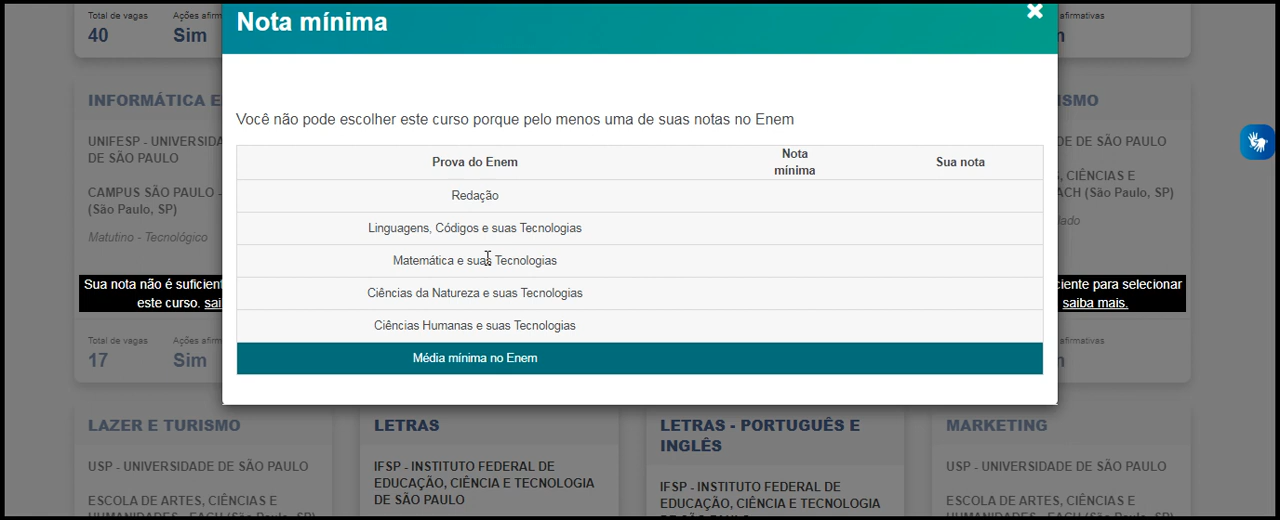 Nota mínima
Total de vagas
Ações afirm
afirmativas
40
Sim
INFORMÁTICA E
ISMO
UNIFESP - UNIVERSIDA
DE SÃO PAULO
CAMPUS SÃO PAULO -
(São Paulo, SP)
Matutino - Tecnológico
DE DE SÃO PAULO
, CIÊNCIAS E
ACH (São Paulo, SP)
Você não pode escolher este curso porque pelo menos uma de suas notas no Enem
Prova do Enem
Nota
mínima
Sua nota
Redação
Linguagens, Códigos e suas Tecnologias
Matemática e suas Tecnologias
Ciências da Natureza e suas Tecnologias
Ciências Humanas e suas Tecnologias
Média mínima no Enem
Sua nota não é suficient
este curso. sai
ciente para selecionar
saiba mais.
Total de vagas
Ações afirm
afirmativas
17
Sim
LAZER E TURISMO
USP - UNIVERSIDADE DE SÃO PAULO
ESCOLA DE ARTES, CIÊNCIAS E
LETRAS
IFSP - INSTITUTO FEDERAL DE
EDUCAÇÃO, CIÊNCIA E TECNOLOGIA
DE SÃO PAULO
LETRAS - PORTUGUÊS E
INGLÊS
IFSP - INSTITUTO FEDERAL DE
EDUCAÇÃO, CIÊNCIA E TECNOLOGIA
MARKETING
USP - UNIVERSIDADE DE SÃO PAULO
ESCOLA DE ARTES, CIÊNCIAS E